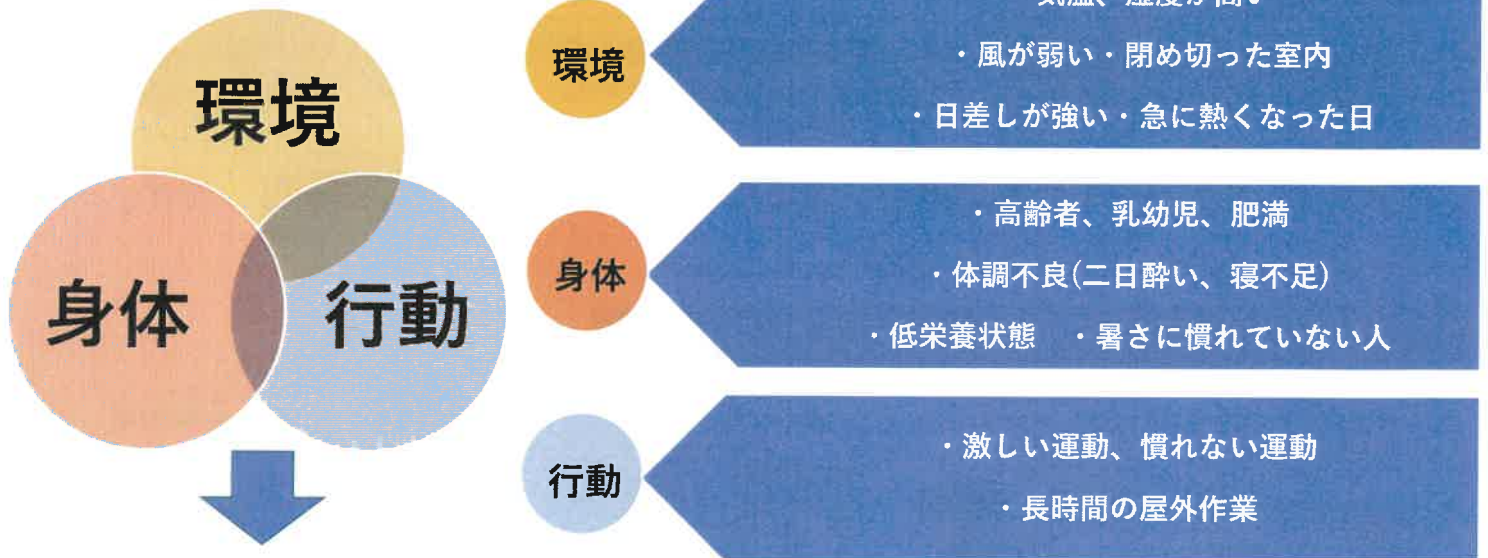 環境
身体
行動
環境
・風が弱い・閉め切った室内
・日差しが強い・急に熱くなった日
身体
・高齢者、乳幼児、肥満
・体調不良(二日酔い、寝不足)
・低栄養状態　・暑さに慣れていない人
行動
・激しい運動、慣れない運動
・長時間の屋外作業